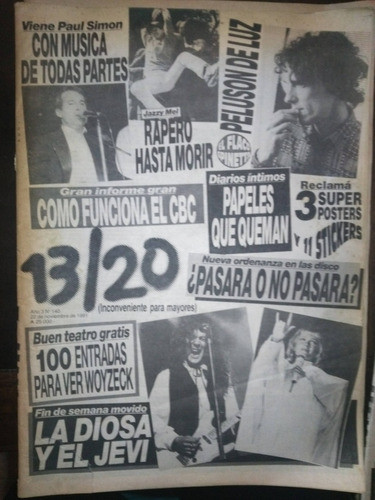 Viene Paul Simon
CON MUSICA
DE TODAS PARTES
Jazzy Mel
RAPERO
HASTA MORIR
PELUSON DE LUZ
EL FLACO
SPINETTA
Gran informe gran
COMO FUNCIONA EL CBC
Diarios íntimos
PAPELES
QUE QUEMAN
Reclamá
3 SUPER
POSTERS
Y 11 STICKERS
13/20
(Inconveniente para mayores)
Nueva ordenanza en las disco
¿PASARA O NO PASARA?
Buen teatro gratis
100 ENTRADAS
PARA VER WOYZECK
Fin de semana movido
LA DIOSA
Y EL JEVI